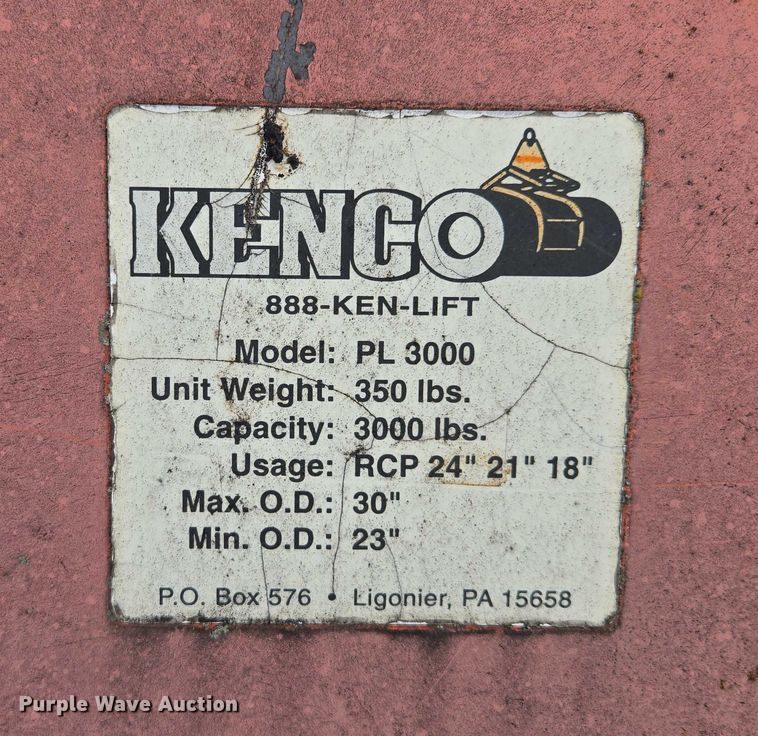 KENCO
888-KEN-LIFT
Model: PL 3000
Unit Weight: 350 lbs.
Capacity: 3000 lbs.
Usage: RCP 24" 21" 18"
Max. O.D.: 30"
Min. O.D.: 23"
P.O. Box 576 • Ligonier, PA 15658
Purple Wave Auction